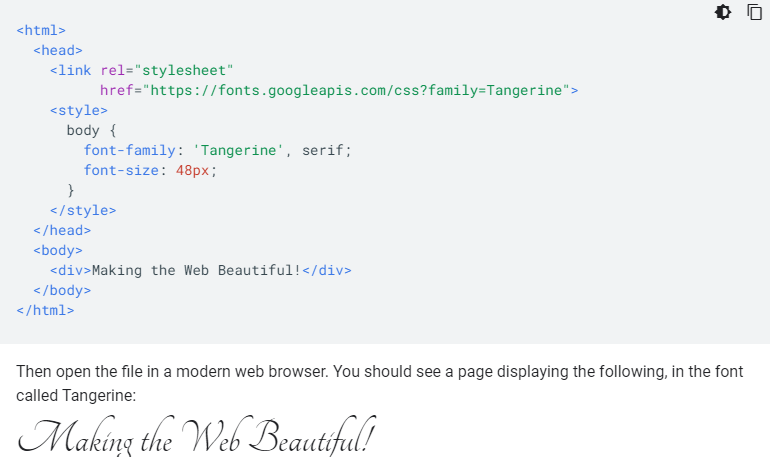 <html>
<head>
<link rel="stylesheet"
href="https://fonts.googleapis.com/css?family=Tangerine">
<style>
body {
font-family: 'Tangerine', serif;
font-size: 48px;
}
</style>
</head>
<body>
<div>Making the Web Beautiful!</div>
</body>
</html>
Then open the file in a modern web browser. You should see a page displaying the following, in the font
called Tangerine:
Making the Web Beautiful!